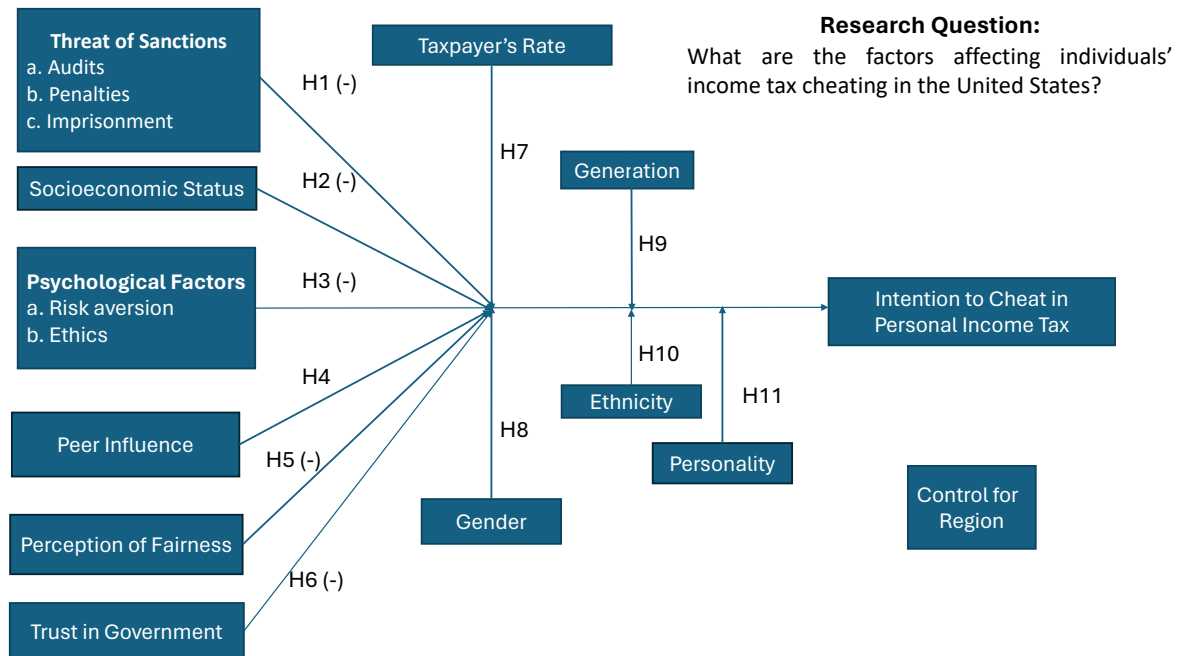 Research Question:
What are the factors affecting individuals’
income tax cheating in the United States?
Threat of Sanctions
a. Audits
b. Penalties
c. Imprisonment
Taxpayer’s Rate
H1 (-)
H7
Generation
Socioeconomic Status
H2 (-)
H9
Psychological Factors
a. Risk aversion
b. Ethics
H3 (-)
Intention to Cheat in
Personal Income Tax
H10
H4
Ethnicity
H11
Peer Influence
H5 (-)
H8
Personality
Control for
Region
Gender
Perception of Fairness
H6 (-)
Trust in Government